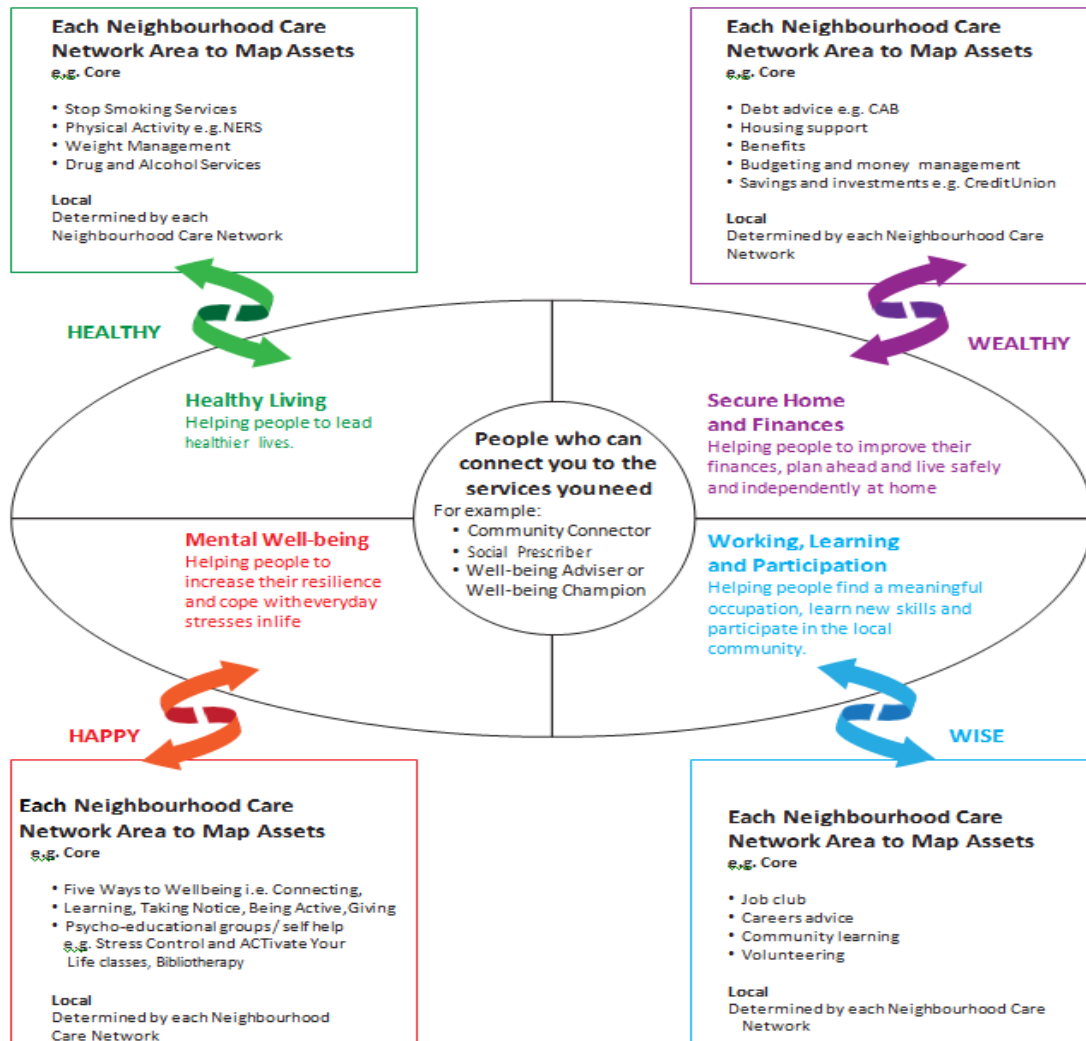 Each Neighbourhood Care
Network Area to Map Assets
e.g. Core
• Stop Smoking Services
• Physical Activity e.g.NERS
• Weight Management
• Drug and Alcohol Services
Local
Determined by each
Neighbourhood Care Network
Each Neighbourhood Care
Network Area to Map Assets
e.g. Core
• Debt advice e.g. CAB
• Housing support
• Benefits
• Budgeting and money management
• Savings and investments e.g. CreditUnion
Local
Determined by each Neighbourhood Care
Network
HEALTHY
WEALTHY
Healthy Living
Helping people to lead
healthier lives.
People who can
connect you to the
services youneed
For example:
• Community Connector
• Social Prescriber
• Well-being Adviser or
Well-being Champion
Secure Home
and Finances
Helping people to improve their
finances, plan ahead and live safely
and independently at home
Mental Well-being
Helping people to
increase their resilience
and cope witheveryday
stresses inlife
Working, Learning
and Participation
Helping people find a meaningful
occupation, learn new skills and
participate in the local
community.
HAPPY
WISE
Each Neighbourhood Care
Network Area to Map Assets
e.g. Core
• Five Ways to Wellbeing i.e. Connecting,
• Learning, Taking Notice, Being Active,Giving
• Psycho-educational groups/ self help
e.g. Stress Control and ACTivate Your
Life classes, Bibliotherapy
Local
Determined by each Neighbourhood
Care Network
Each Neighbourhood Care
Network Area to Map Assets
e.g. Core
• Job club
• Careers advice
• Community learning
• Volunteering
Local
Determined by each Neighbourhood Care
Network